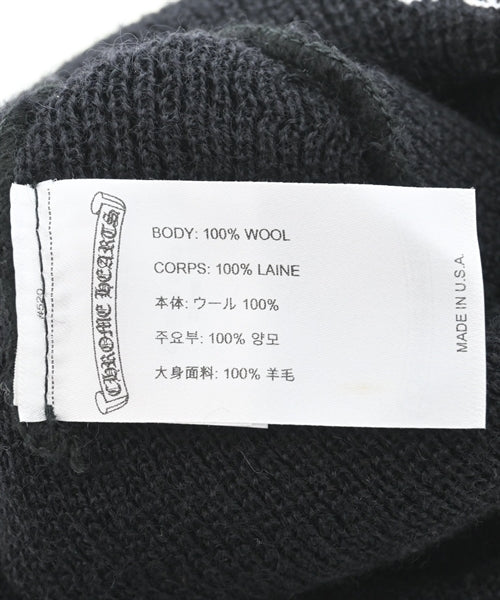 #520
CHROME HEARTS
BODY: 100% WOOL
CORPS: 100% LAINE
本体: ウール 100%
주요부: 100% 양모
大身面料: 100% 羊毛
MADE IN U.S.A.